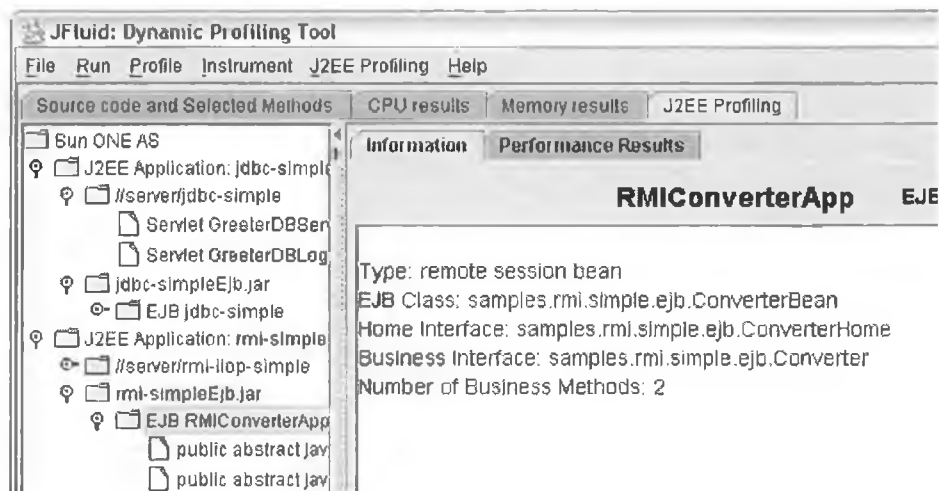 JFluid: Dynamic Profiling Tool
File Run Profile Instrument J2EE Profiling Help
Source code and Selected Methods CPU results Memory results J2EE Profiling
Sun ONE AS
J2EE Application: jdbc-simple
//server/jdbc-simple
Servlet GreeterDBSer
Servlet GreeterDBLog
jdbc-simpleEjb.jar
EJB jdbc-simple
J2EE Application: rmi-simple
//server/rmi-iiop-simple
rmi-simpleEjb.jar
EJB RMIConverterApp
public abstract jav
public abstract jav
Information Performance Results
RMIConverterApp EJE
Type: remote session bean
EJB Class: samples.rmi.simple.ejb.ConverterBean
Home Interface: samples.rmi.simple.ejb.ConverterHome
Business Interface: samples.rmi.simple.ejb.Converter
Number of Business Methods: 2